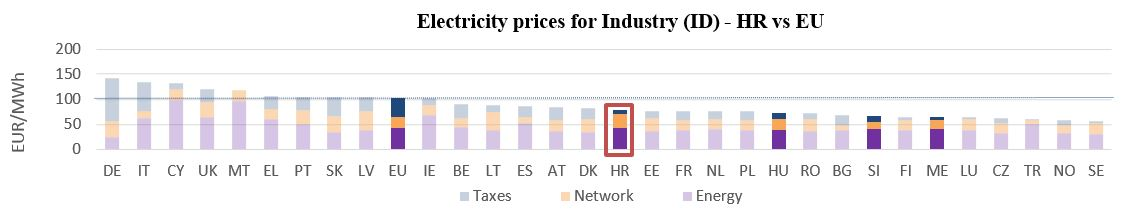 Electricity prices for Industry (ID) - HR vs EU
EUUR/MWh
200
150
100
50
0
DE IT CY UK MT EL PT SK LV EU IE BE LT ES AT DK HR EE FR NL PL HU RO BG SI FI ME LU CZ TR NO SE
Taxes Network Energy